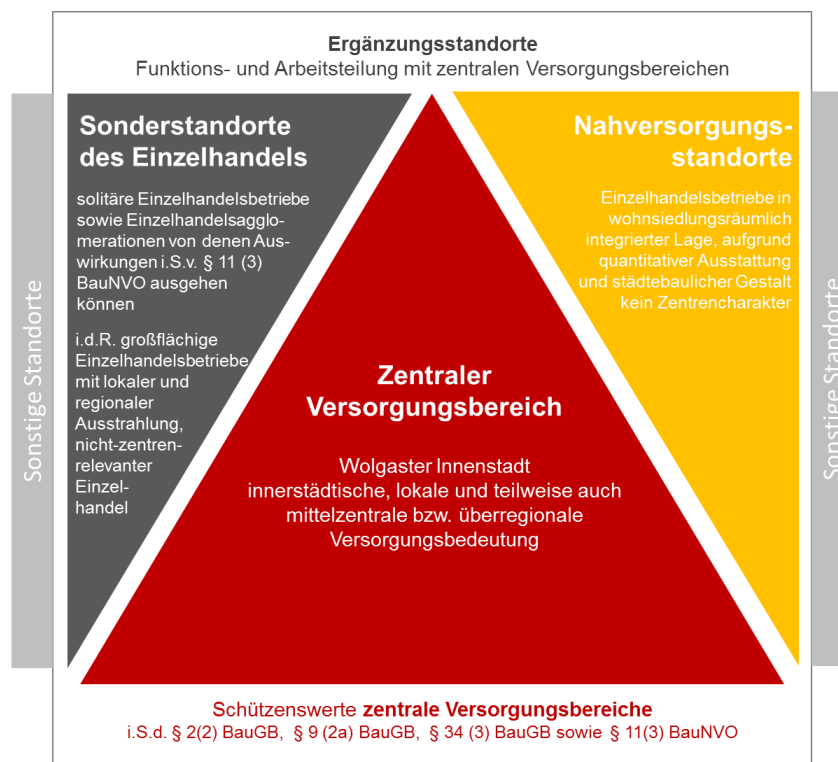 Ergänzungsstandorte
Funktions- und Arbeitsteilung mit zentralen Versorgungsbereichen
Sonstige Standorte
Sonderstandorte
des Einzelhandels
solitäre Einzelhandelsbetriebe
sowie Einzelhandelsagglo-
merationen von denen Aus-
wirkungen i.S.v. § 11 (3)
BauNVO ausgehen
können
i.d.R. großflächige
Einzelhandelsbetriebe
mit lokaler und
regionaler
Ausstrahlung,
nicht-zentren-
relevanter
Einzel-
handel
Nahversorgungs-
standorte
Einzelhandelsbetriebe in
wohnsiedlungsräumlich
integrierter Lage, aufgrund
quantitativer Ausstattung
und städtebaulicher Gestalt
kein Zentrencharakter
Zentraler
Versorgungsbereich
Wolgaster Innenstadt
innerstädtische, lokale und teilweise auch
mittelzentrale bzw. überregionale
Versorgungsbedeutung
Sonstige Standorte
Schützenswerte zentrale Versorgungsbereiche
i.S.d. § 2(2) BauGB, § 9 (2a) BauGB, § 34 (3) BauGB sowie § 11(3) BauNVO